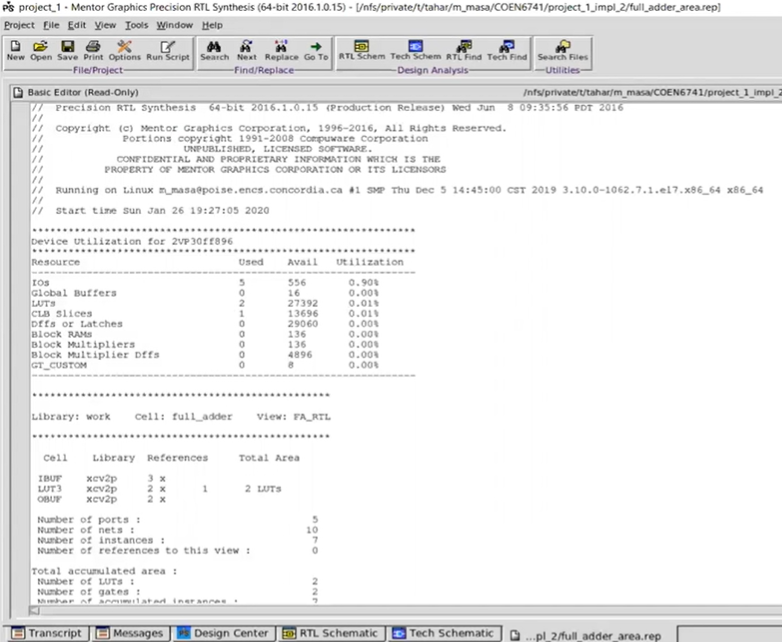 project_1 - Mentor Graphics Precision RTL Synthesis (64-bit 2016.1.0.15) - [/nfs/private/t/tahar/m_masa/COEN6741/project_1_impl_2/full_adder_area.rep]
Project File Edit View Tools Window Help
New Open Save Print Options Run Script Search Next Replace Go To RTL Schem Tech Schem RTL Find Tech Find Search Files
File/Project Find/Replace Design Analysis Utilities
Basic Editor (Read-Only) /nfs/private/t/tahar/m_masa/COEN6741/project_1_impl_2
// Precision RTL Synthesis 64-bit 2016.1.0.15 (Production Release) Wed Jun 8 09:35:56 PDT 2016
//
// Copyright (c) Mentor Graphics Corporation, 1996-2016, All Rights Reserved.
// Portions copyright 1991-2008 Compuware Corporation
// UNPUBLISHED, LICENSED SOFTWARE.
// CONFIDENTIAL AND PROPRIETARY INFORMATION WHICH IS THE
// PROPERTY OF MENTOR GRAPHICS CORPORATION OR ITS LICENSORS
//
// Running on Linux m_masa@poise.encs.concordia.ca #1 SMP Thu Dec 5 14:45:00 CST 2019 3.10.0-1062.7.1.el7.x86_64 x86_64
//
// Start time Sun Jan 26 19:27:05 2020
*******************************************************
Device Utilization for 2VP30ff896
*******************************************************
Resource Used Avail Utilization
-------------------------------------------------------
IOs 5 556 0.90%
Global Buffers 0 16 0.00%
LUTs 2 27392 0.01%
CLB Slices 1 13696 0.01%
Dffs or Latches 0 29060 0.00%
Block RAMs 0 136 0.00%
Block Multipliers 0 136 0.00%
Block Multiplier Dffs 0 4896 0.00%
GT_CUSTOM 0 8 0.00%
-------------------------------------------------------
*******************************************
Library: work Cell: full_adder View: FA_RTL
*******************************************
Cell Library References Total Area
IBUF xcv2p 3 x
LUT3 xcv2p 2 x 1 2 LUTs
OBUF xcv2p 2 x
Number of ports : 5
Number of nets : 10
Number of instances : 7
Number of references to this view : 0
Total accumulated area :
Number of LUTs : 2
Number of gates : 2
Number of accumulated instances : 7
Transcript Messages Design Center RTL Schematic Tech Schematic ...pl_2/full_adder_area.rep